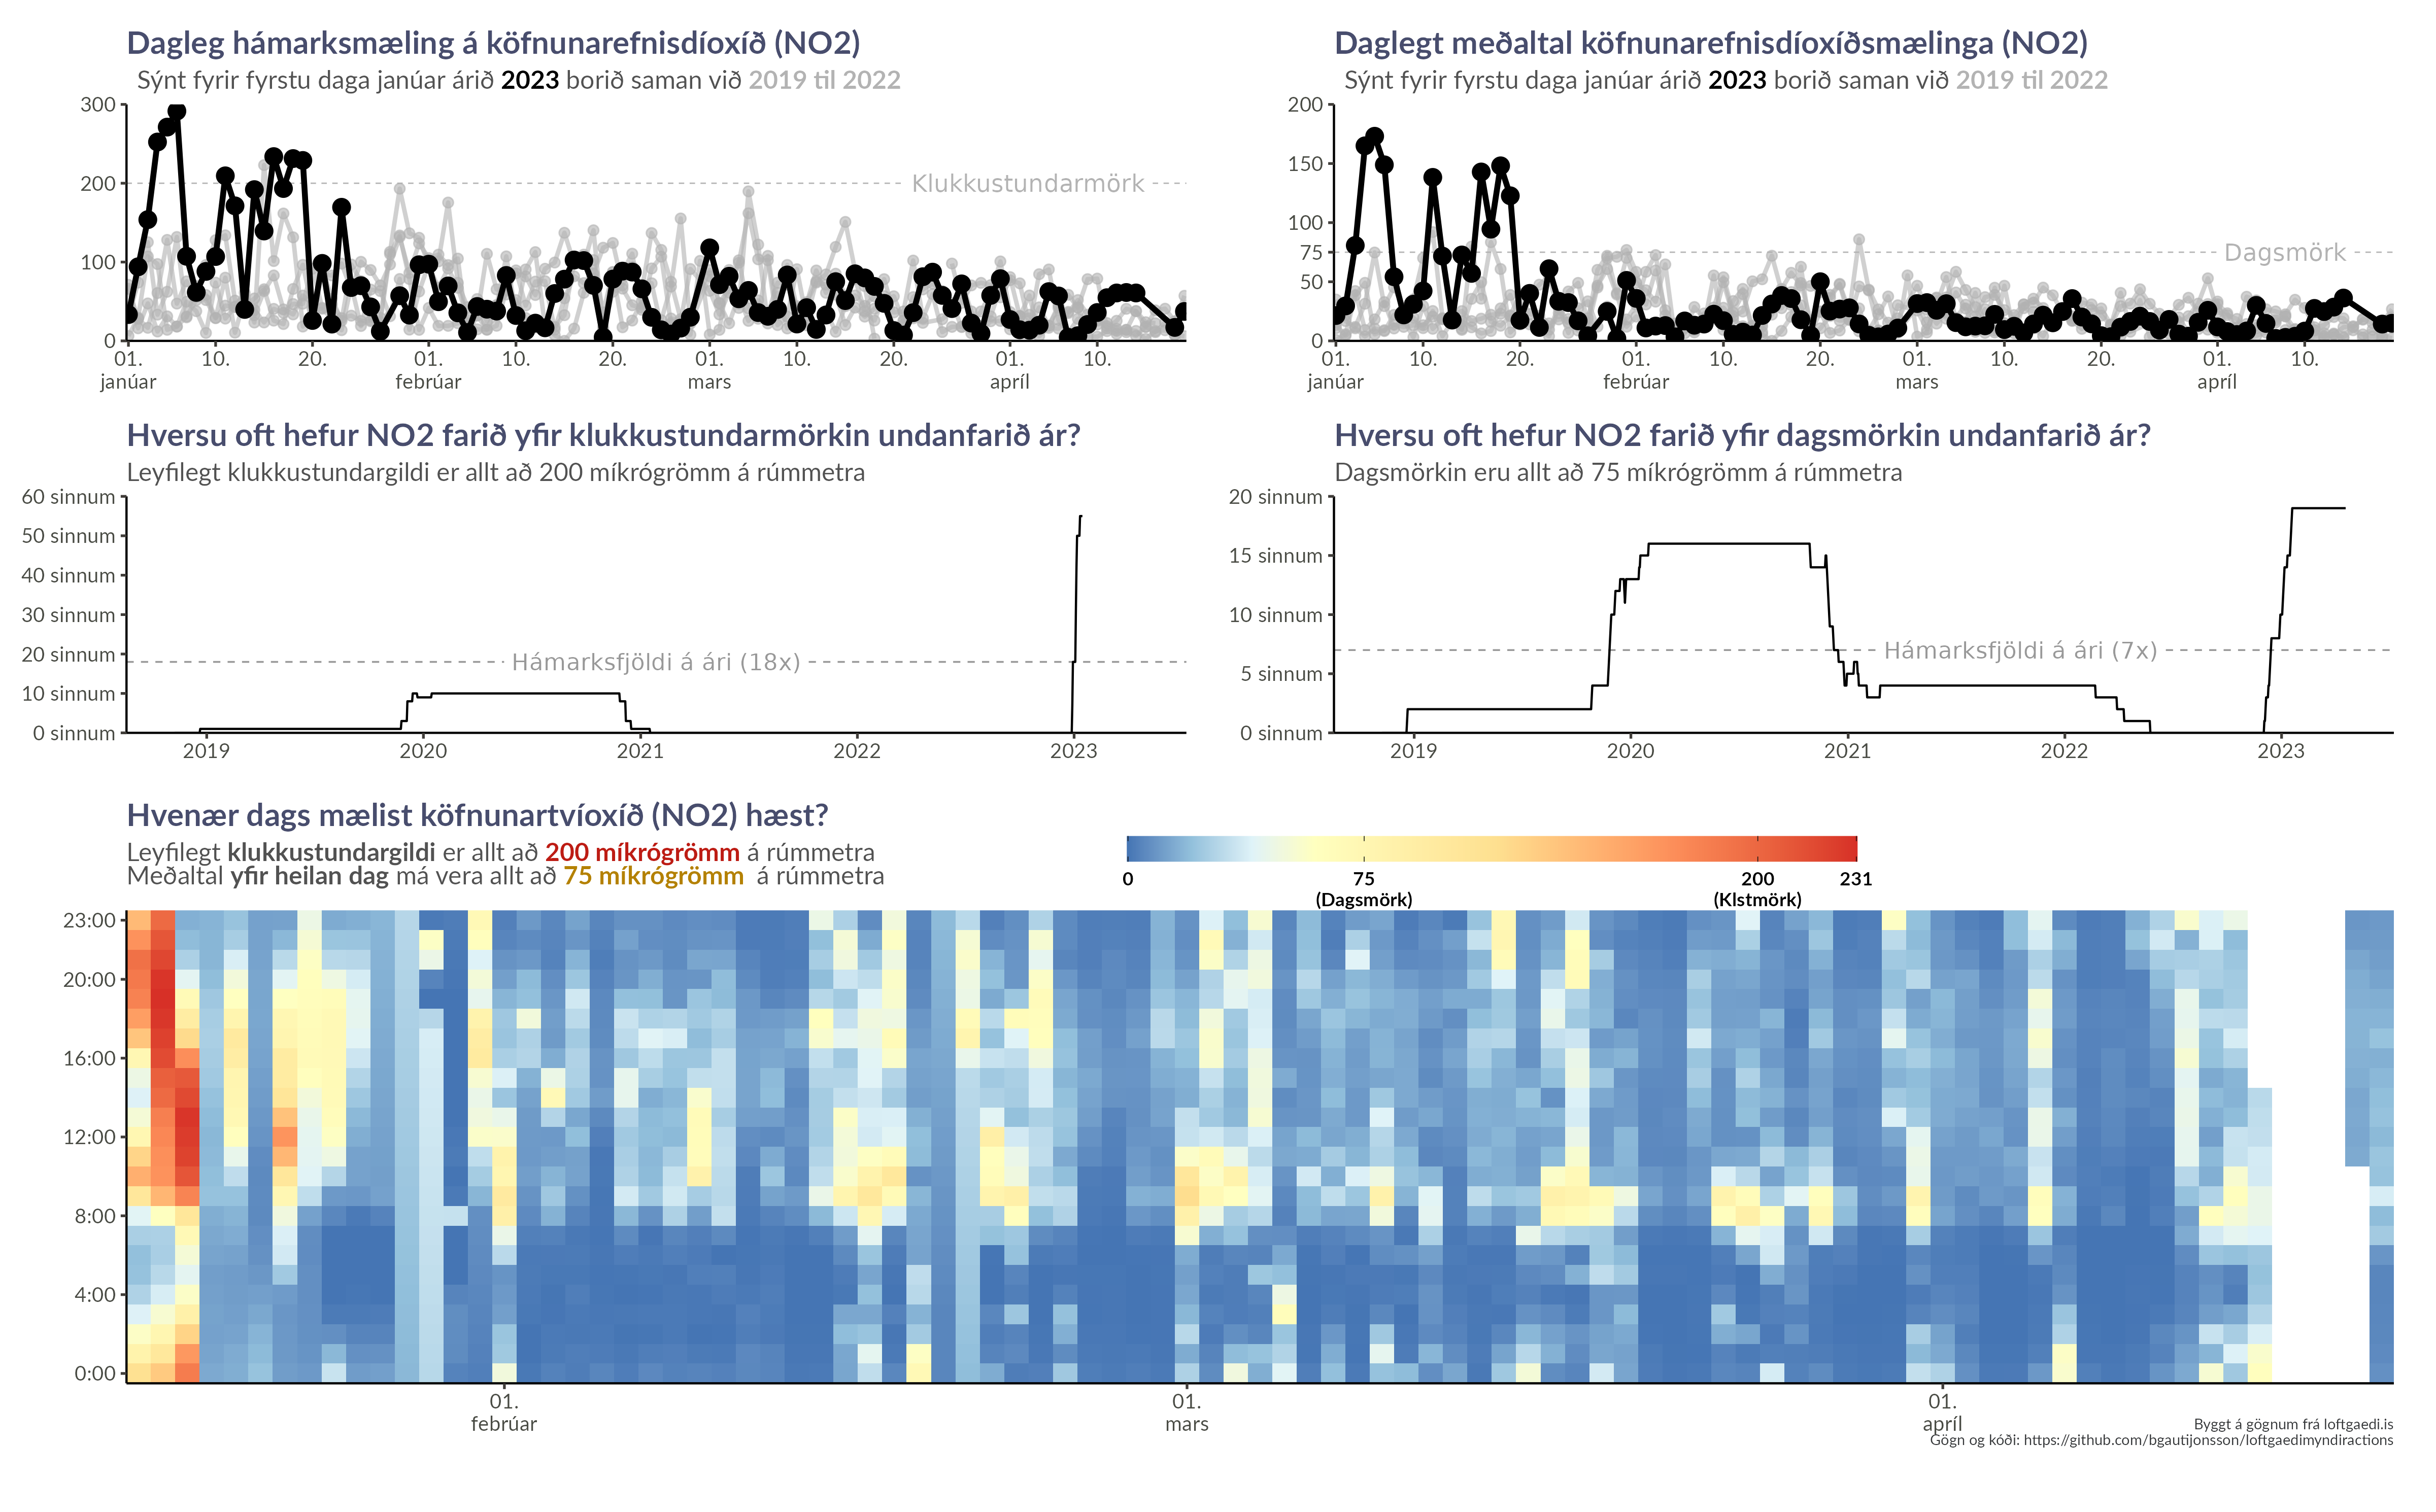 Dagleg hámarksmæling á köfnunarefnisdíoxíð (NO2)
Sýnt fyrir fyrstu daga janúar árið 2023 borið saman við 2019 til 2022
300
200
100
0
Klukkustundarmörk
01. 10. 20. 01. 10. 20. 01. 10. 20. 01. 10.
janúar febrúar mars apríl
Daglegt meðaltal köfnunarefnisdíoxíðsmælinga (NO2)
Sýnt fyrir fyrstu daga janúar árið 2023 borið saman við 2019 til 2022
200
150
100
75
50
0
Dagsmörk
01. 10. 20. 01. 10. 20. 01. 10. 20. 01. 10.
janúar febrúar mars apríl
Hversu oft hefur NO2 farið yfir klukkustundarmörkin undanfarið ár?
Leyfilegt klukkustundargildi er allt að 200 míkrógrömm á rúmmetra
60 sinnum
50 sinnum
40 sinnum
30 sinnum
20 sinnum
10 sinnum
0 sinnum
Hámarksfjöldi á ári (18x)
2019 2020 2021 2022 2023
Hversu oft hefur NO2 farið yfir dagsmörkin undanfarið ár?
Dagsmörkin eru allt að 75 míkrógrömm á rúmmetra
20 sinnum
15 sinnum
10 sinnum
5 sinnum
0 sinnum
Hámarksfjöldi á ári (7x)
2019 2020 2021 2022 2023
Hvenær dags mælist köfnunartvíoxíð (NO2) hæst?
Leyfilegt klukkustundargildi er allt að 200 míkrógrömm á rúmmetra
Meðaltal yfir heilan dag má vera allt að 75 míkrógrömm á rúmmetra
0 75 200 231
(Dagsmörk) (Klstmörk)
23:00
20:00
16:00
12:00
8:00
4:00
0:00
01. 01. 01.
febrúar mars apríl
Byggt á gögnum frá loftgaedi.is
Gögn og kóði: https://github.com/bgautijonsson/loftgaedimyndiractions